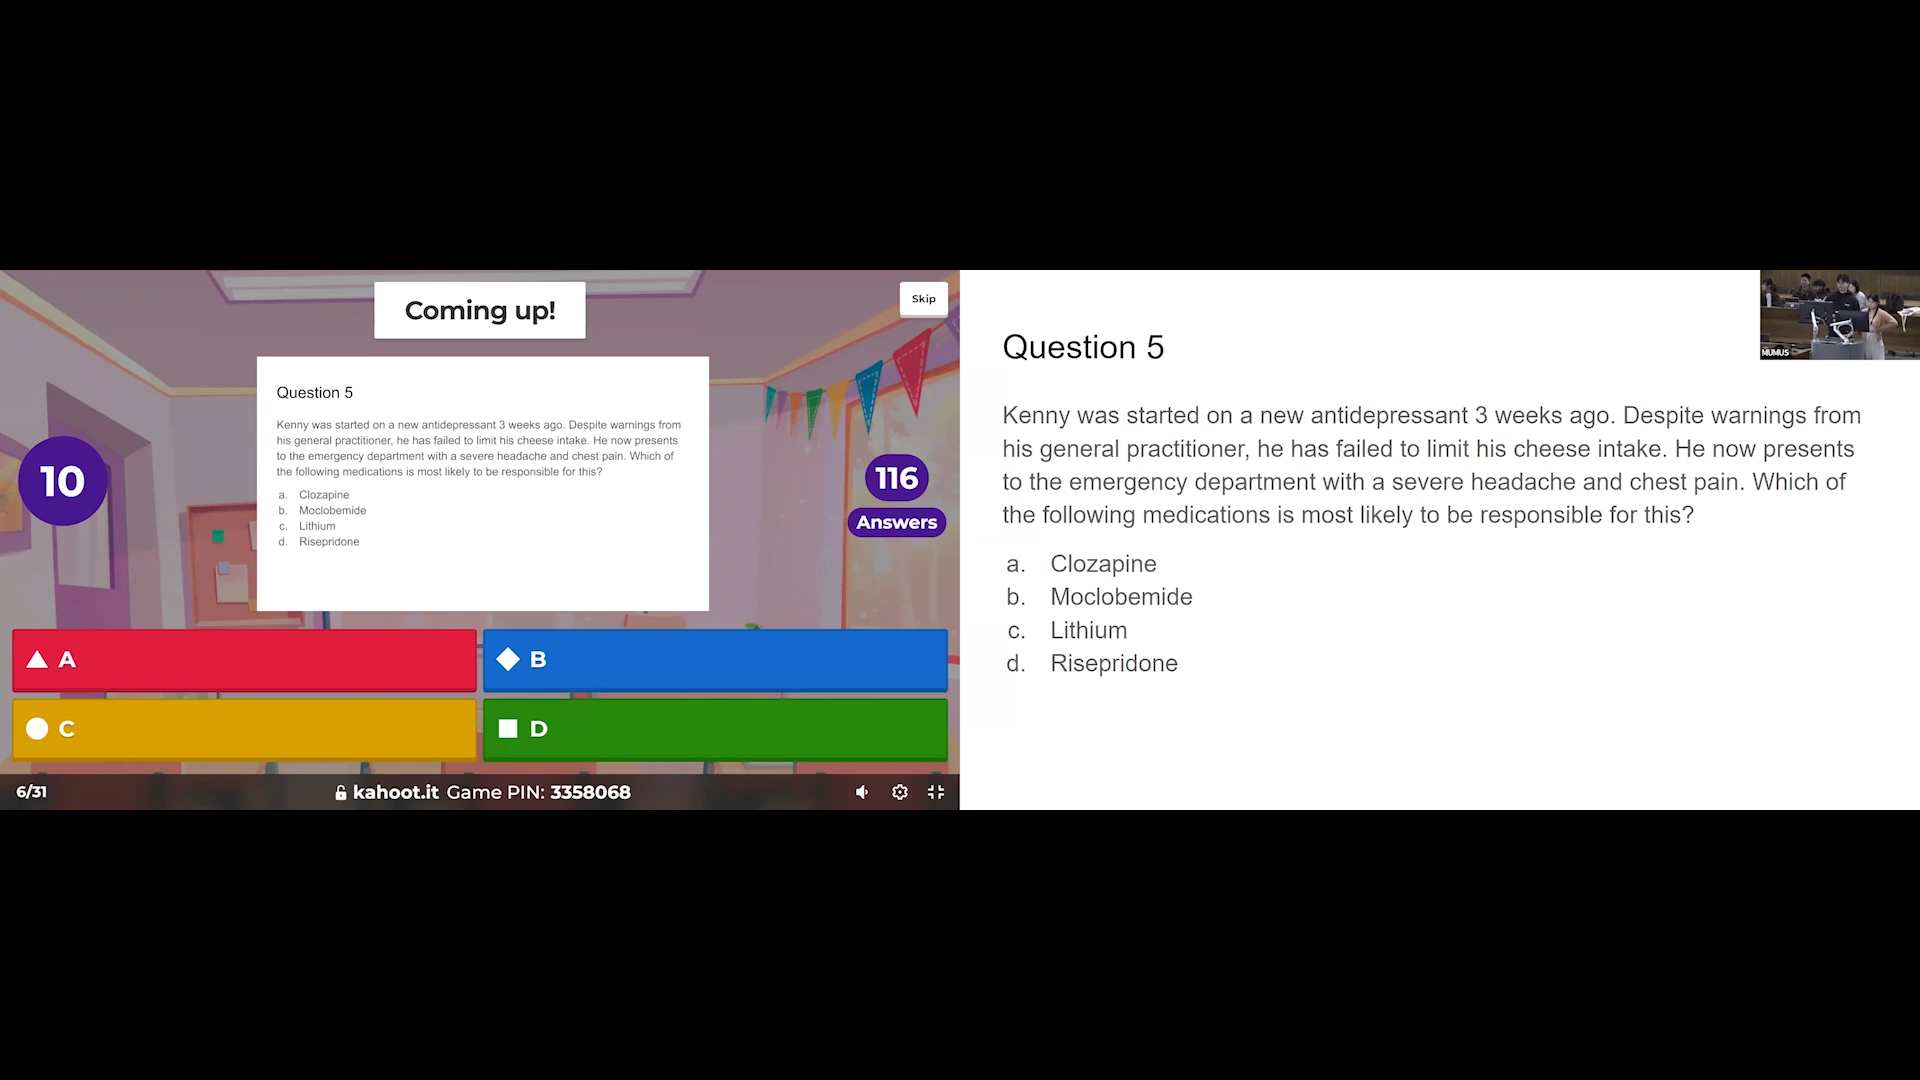 Coming up!
Skip
Question 5
Kenny was started on a new antidepressant 3 weeks ago. Despite warnings from
his general practitioner, he has failed to limit his cheese intake. He now presents
to the emergency department with a severe headache and chest pain. Which of
the following medications is most likely to be responsible for this?
a. Clozapine
b. Moclobemide
c. Lithium
d. Risepridone
10
116
Answers
A
B
C
D
6/31
kahoot.it Game PIN: 3358068
MUMUS
Question 5
Kenny was started on a new antidepressant 3 weeks ago. Despite warnings from
his general practitioner, he has failed to limit his cheese intake. He now presents
to the emergency department with a severe headache and chest pain. Which of
the following medications is most likely to be responsible for this?
a. Clozapine
b. Moclobemide
c. Lithium
d. Risepridone